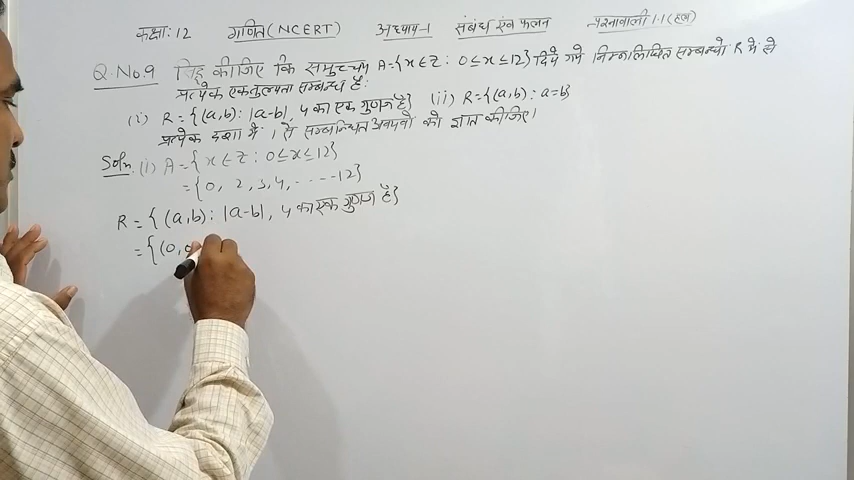 कक्षा: 12 गणित (NCERT) अध्याय-1 संबंध एवं फलन प्रश्नावली 1.1 (हल)
Q.No.9 सिद्ध कीजिए कि समुच्चय A={x∈Z : 0≤x≤12} दिये गये निम्नलिखित सम्बन्धों R में से
प्रत्येक एक तुल्यता सम्बन्ध है:
(i) R = {(a,b) : |a-b|, 4 का एक गुणज है} (ii) R={(a,b) : a=b}
प्रत्येक दशा में 1 से सम्बन्धित अवयवों को ज्ञात कीजिए।
Soln. (i) A = {x∈Z : 0≤x≤12}
= {0, 2, 3, 4, ...... 12}
R = {(a,b) : |a-b|, 4 का एक गुणज है}
= {(0,0